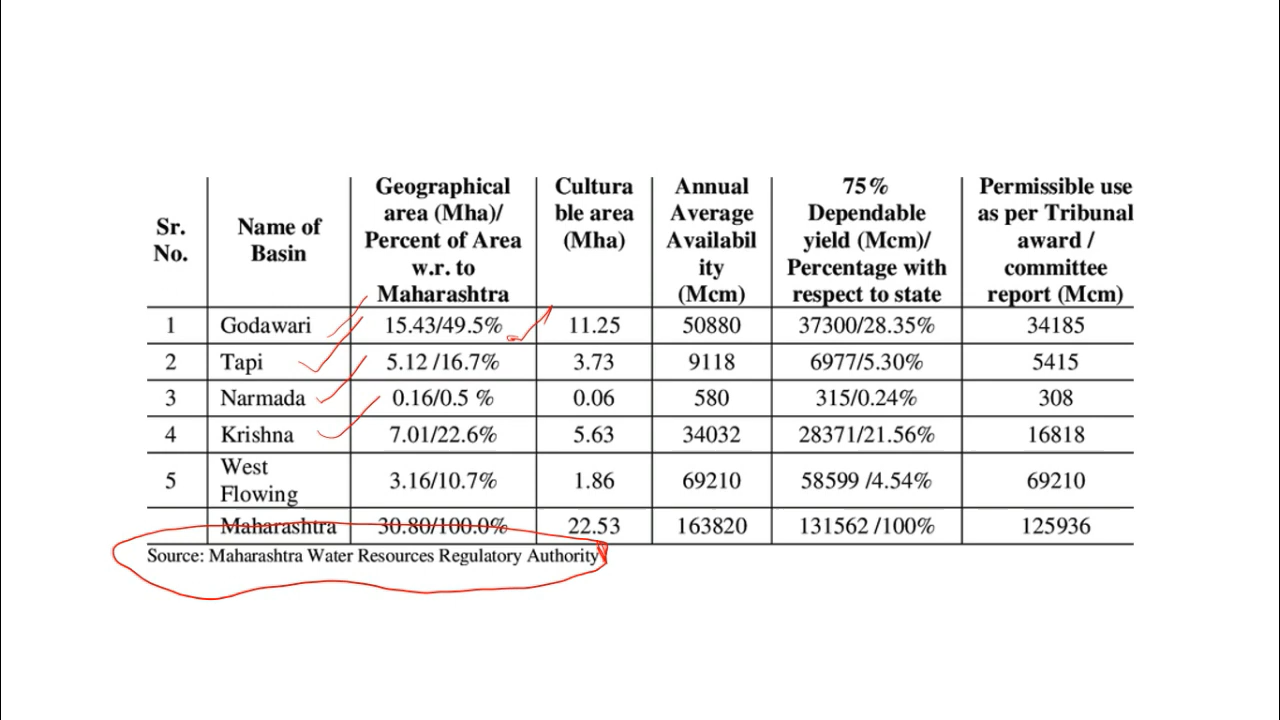 Sr. No. | Name of Basin | Geographical area (Mha)/ Percent of Area w.r. to Maharashtra | Cultura ble area (Mha) | Annual Average Availabil ity (Mcm) | 75% Dependable yield (Mcm)/ Percentage with respect to state | Permissible use as per Tribunal award / committee report (Mcm)
1 | Godawari | 15.43/49.5% | 11.25 | 50880 | 37300/28.35% | 34185
2 | Tapi | 5.12 /16.7% | 3.73 | 9118 | 6977/5.30% | 5415
3 | Narmada | 0.16/0.5 % | 0.06 | 580 | 315/0.24% | 308
4 | Krishna | 7.01/22.6% | 5.63 | 34032 | 28371/21.56% | 16818
5 | West Flowing | 3.16/10.7% | 1.86 | 69210 | 58599 /4.54% | 69210
Maharashtra | 30.80/100.0% | 22.53 | 163820 | 131562 /100% | 125936
Source: Maharashtra Water Resources Regulatory Authority